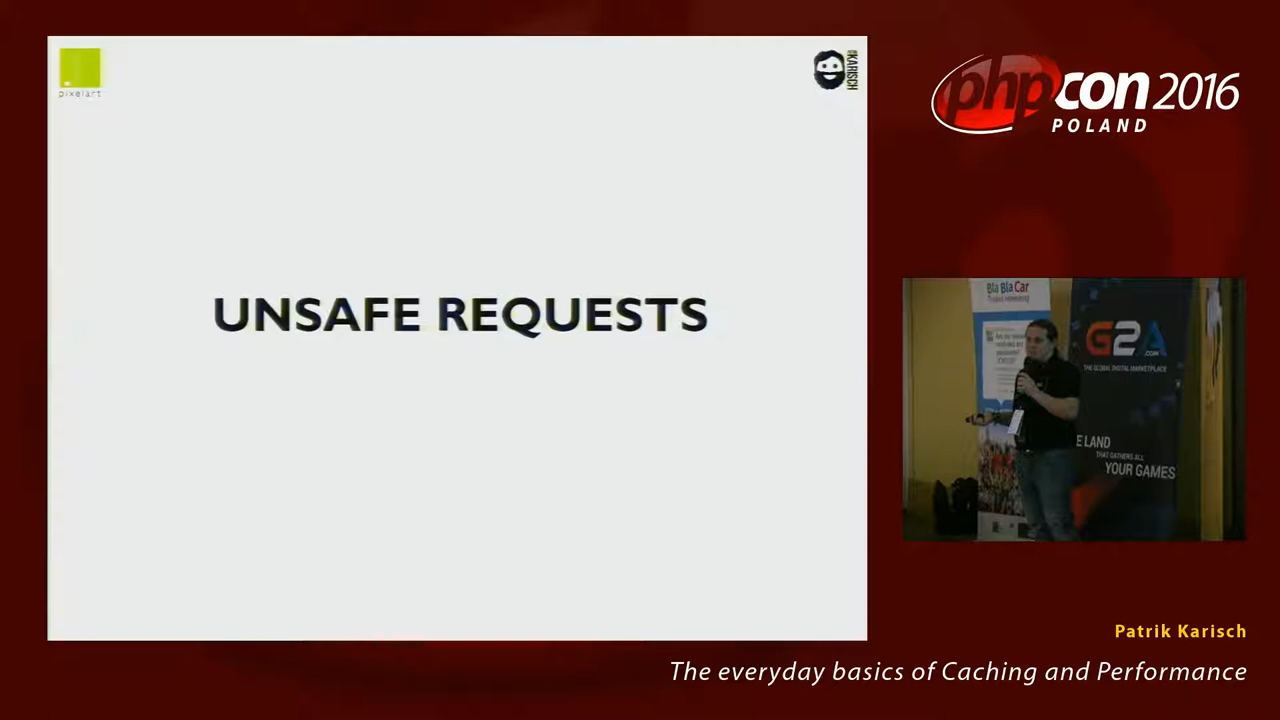 pixelart
KARISCH
UNSAFE REQUESTS
phpcon 2016
POLAND
Bla Bla Car
G2A
.COM
THE GLOBAL DIGITAL MARKETPLACE
E LAND
THAT GATHERS ALL
YOUR GAMES
Patrik Karisch
The everyday basics of Caching and Performance